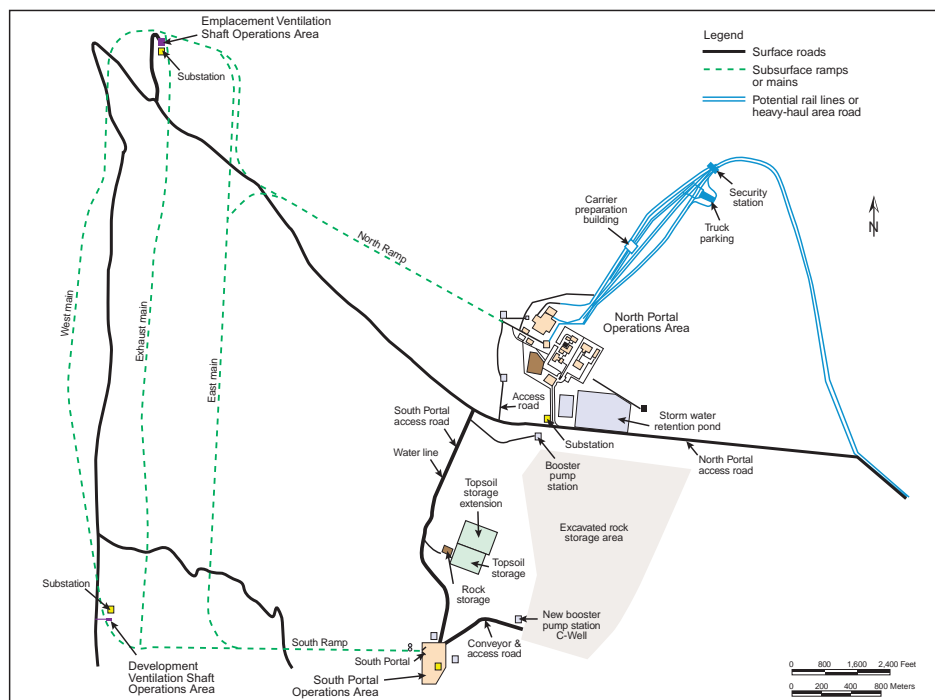 Emplacement Ventilation
Shaft Operations Area
Substation
Legend
Surface roads
Subsurface ramps
or mains
Potential rail lines or
heavy-haul area road
Security
station
Truck
parking
Carrier
preparation
building
N
North Ramp
North Portal
Operations Area
West main
Exhaust main
East main
Access
road
South Portal
access road
Water line
Substation
Storm water
retention pond
North Portal
access road
Booster
pump
station
Topsoil
storage
extension
Excavated rock
storage area
Topsoil
storage
Rock
storage
Substation
New booster
pump station
C-Well
South Ramp
Conveyor &
access road
South Portal
South Portal
Operations Area
Development
Ventilation Shaft
Operations Area
0 800 1,600 2,400 Feet
0 200 400 600 800 Meters